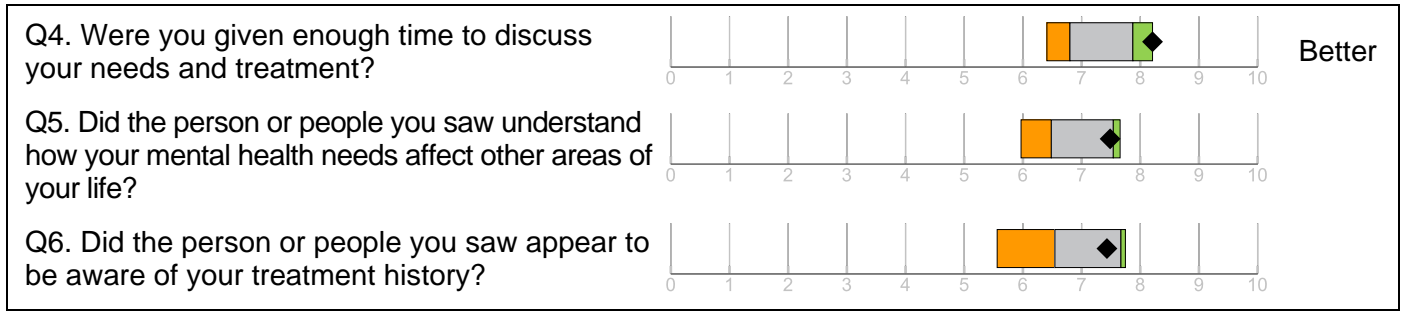 Q4. Were you given enough time to discuss
your needs and treatment?
Better
0 1 2 3 4 5 6 7 8 9 10
Q5. Did the person or people you saw understand
how your mental health needs affect other areas of
your life?
0 1 2 3 4 5 6 7 8 9 10
Q6. Did the person or people you saw appear to
be aware of your treatment history?
0 1 2 3 4 5 6 7 8 9 10